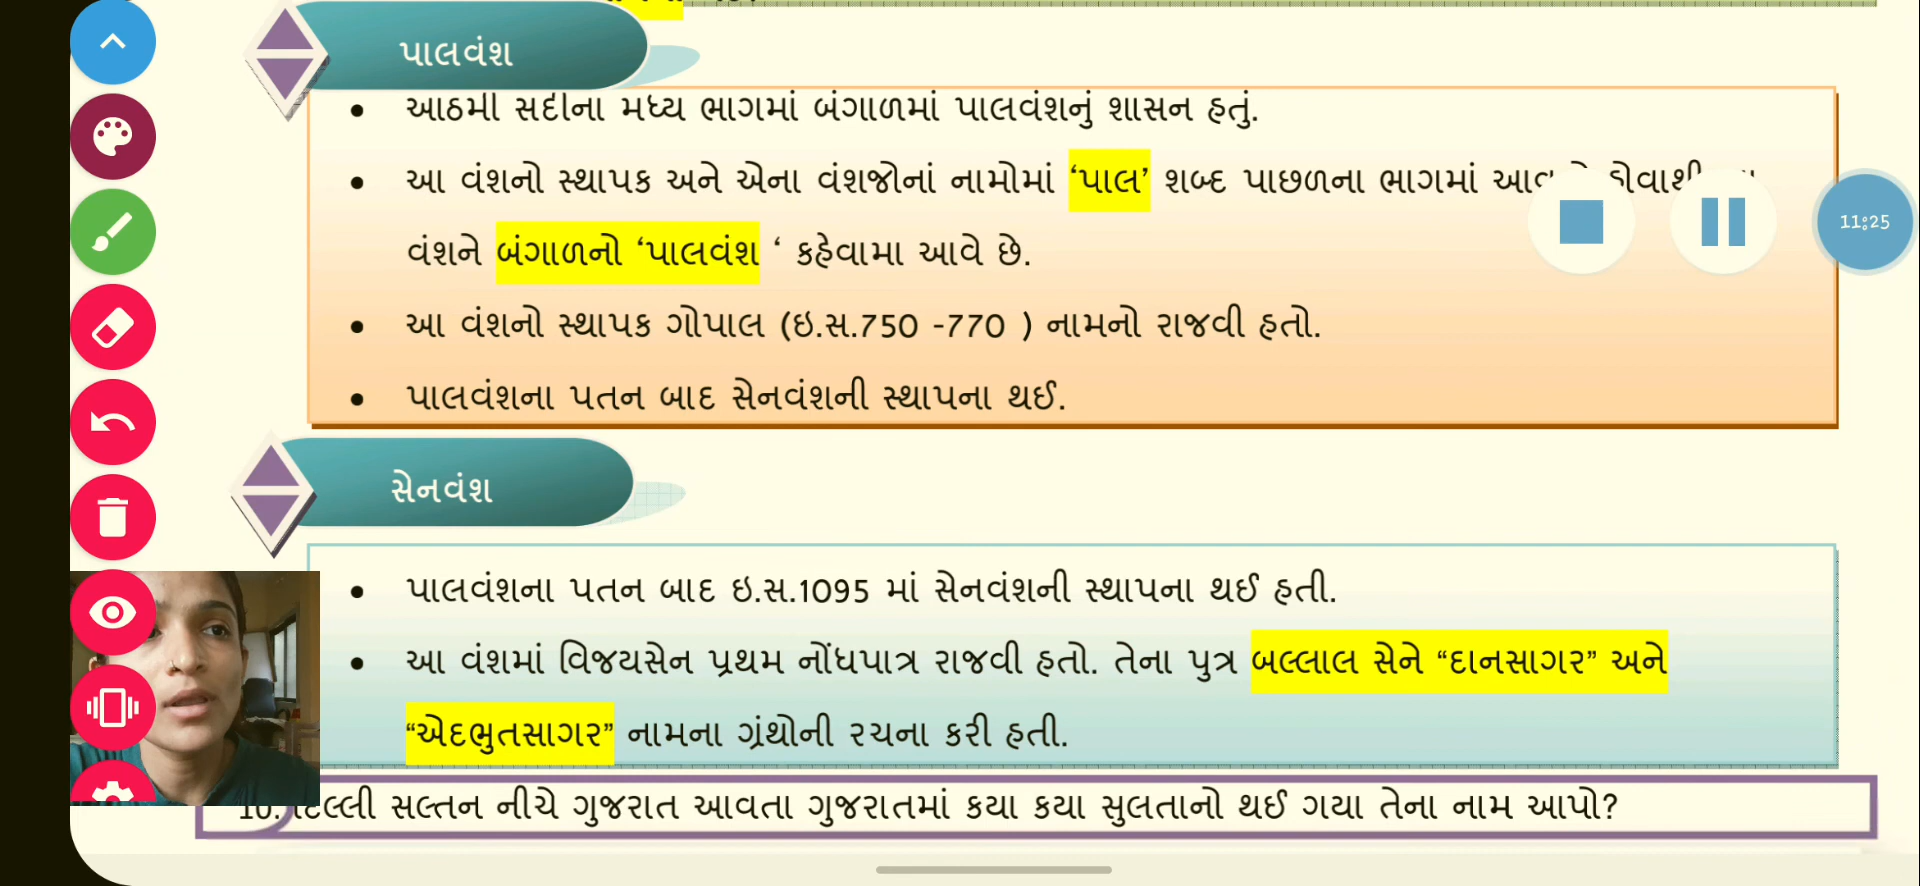 પાલવંશ
આઠમી સદીના મધ્ય ભાગમાં બંગાળમાં પાલવંશનું શાસન હતું.
આ વંશનો સ્થાપક અને એના વંશજોનાં નામોમાં ‘પાલ’ શબ્દ પાછળના ભાગમાં
વંશને બંગાળનો ‘પાલવંશ ‘ કહેવામા આવે છે.
11:25
આ વંશનો સ્થાપક ગોપાલ (ઇ.સ.750 -770 ) નામનો રાજવી હતો.
પાલવંશના પતન બાદ સેનવંશની સ્થાપના થઈ.
સેનવંશ
પાલવંશના પતન બાદ ઇ.સ.1095 માં સેનવંશની સ્થાપના થઈ હતી.
આ વંશમાં વિજયસેન પ્રથમ નોંધપાત્ર રાજવી હતો. તેના પુત્ર બલ્લાલ સેને “દાનસાગર” અને
“એદભુતસાગર” નામના ગ્રંથોની રચના કરી હતી.
10. દિલ્લી સલ્તન નીચે ગુજરાત આવતા ગુજરાતમાં કયા કયા સુલતાનો થઈ ગયા તેના નામ આપો?